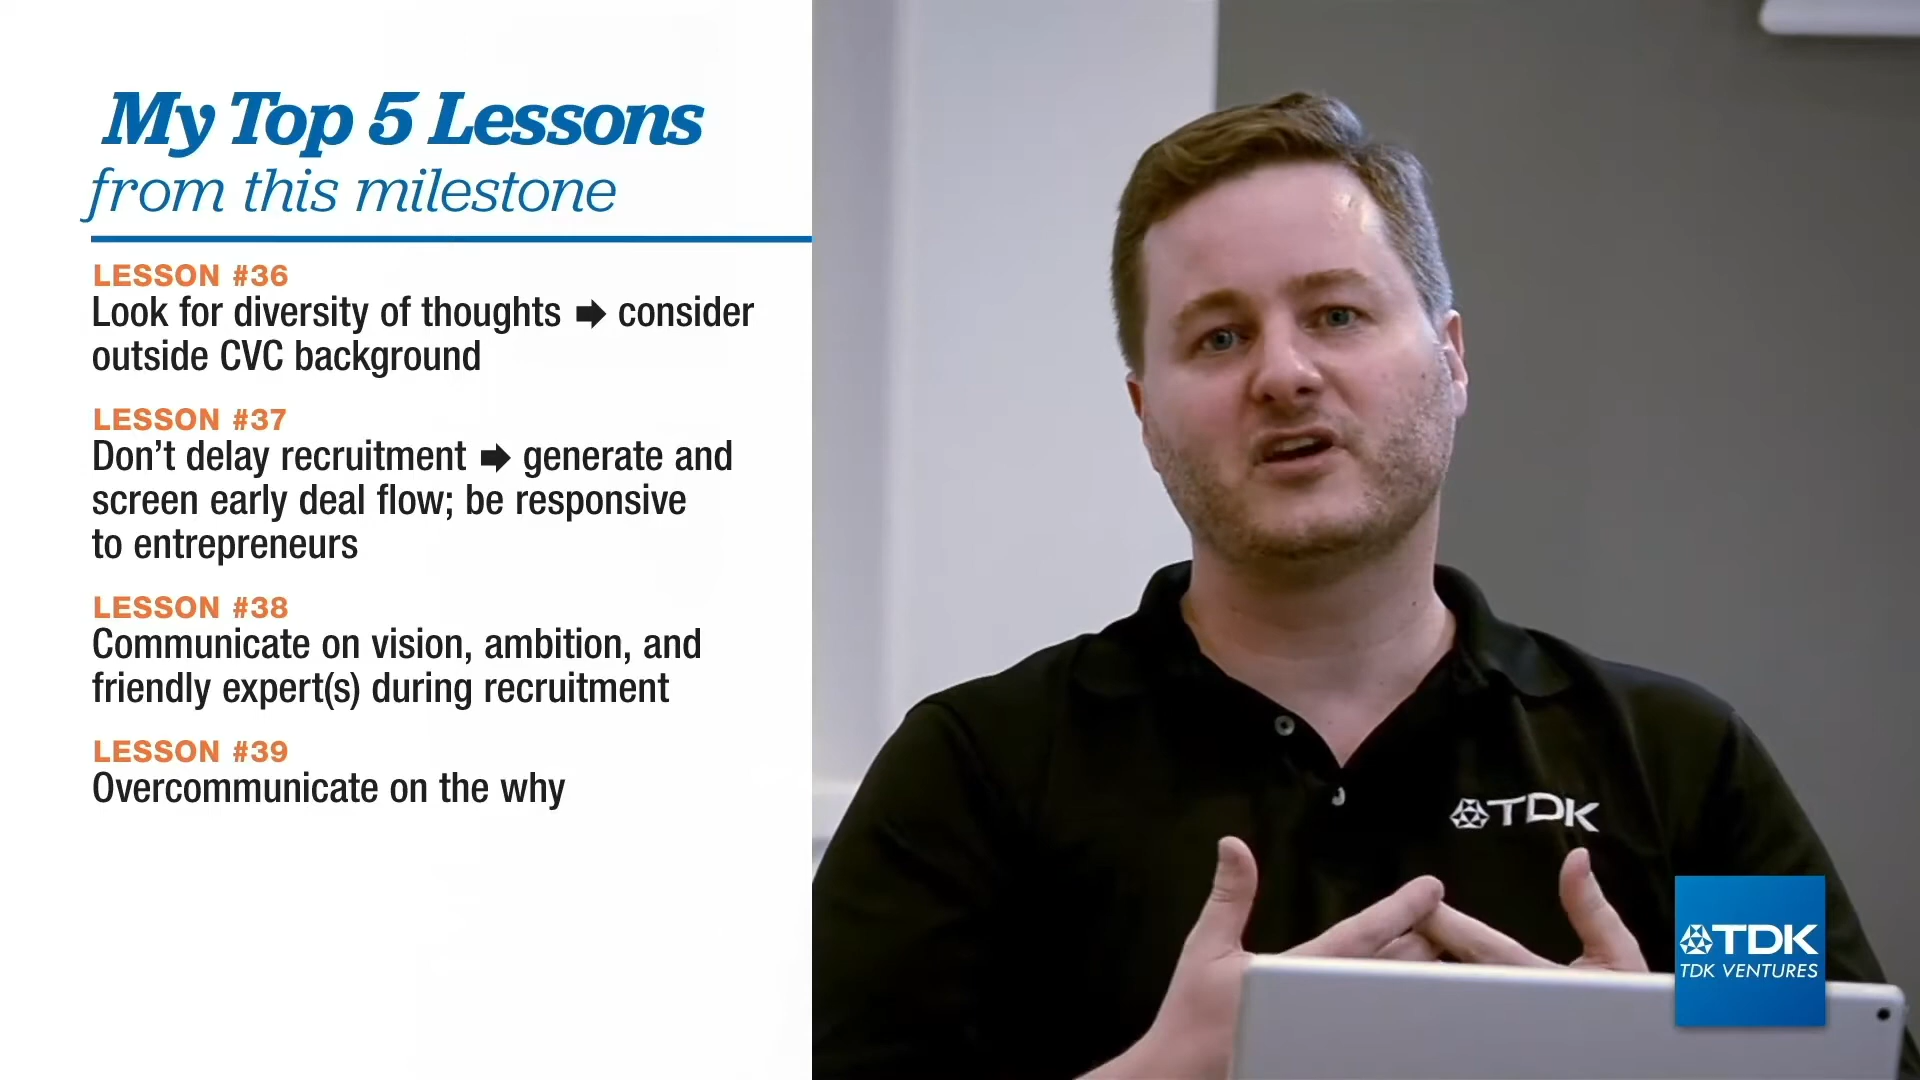 My Top 5 Lessons
from this milestone
LESSON #36
Look for diversity of thoughts ➡ consider
outside CVC background
LESSON #37
Don’t delay recruitment ➡ generate and
screen early deal flow; be responsive
to entrepreneurs
LESSON #38
Communicate on vision, ambition, and
friendly expert(s) during recruitment
LESSON #39
Overcommunicate on the why
TDK
TDK
TDK VENTURES